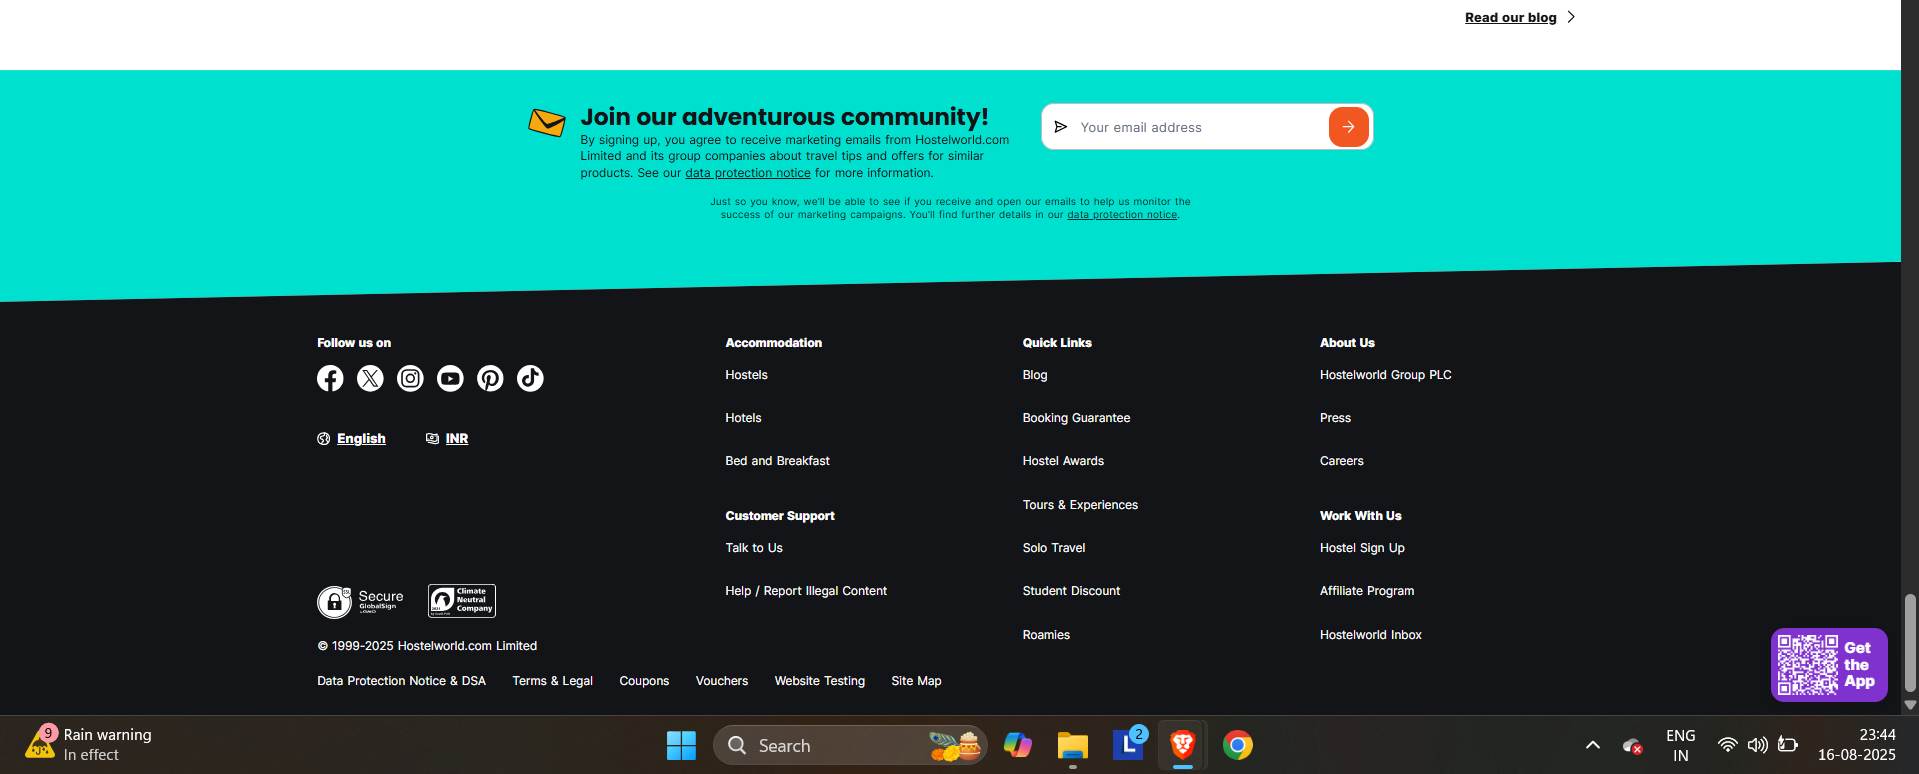 Read our blog
Join our adventurous community!
By signing up, you agree to receive marketing emails from Hostelworld.com
Limited and its group companies about travel tips and offers for similar
products. See our data protection notice for more information.
Your email address
Just so you know, we'll be able to see if you receive and open our emails to help us monitor the
success of our marketing campaigns. You'll find further details in our data protection notice.
Follow us on
English
INR
Accommodation
Hostels
Hotels
Bed and Breakfast
Customer Support
Talk to Us
Help / Report Illegal Content
Quick Links
Blog
Booking Guarantee
Hostel Awards
Tours & Experiences
Solo Travel
Student Discount
Roamies
About Us
Hostelworld Group PLC
Press
Careers
Work With Us
Hostel Sign Up
Affiliate Program
Hostelworld Inbox
SSL
Secure
GlobalSign
Climate
Neutral
Company
© 1999-2025 Hostelworld.com Limited
Data Protection Notice & DSA
Terms & Legal
Coupons
Vouchers
Website Testing
Site Map
Get
the
App
9
Rain warning
In effect
Search
L
2
ENG
IN
23:44
16-08-2025